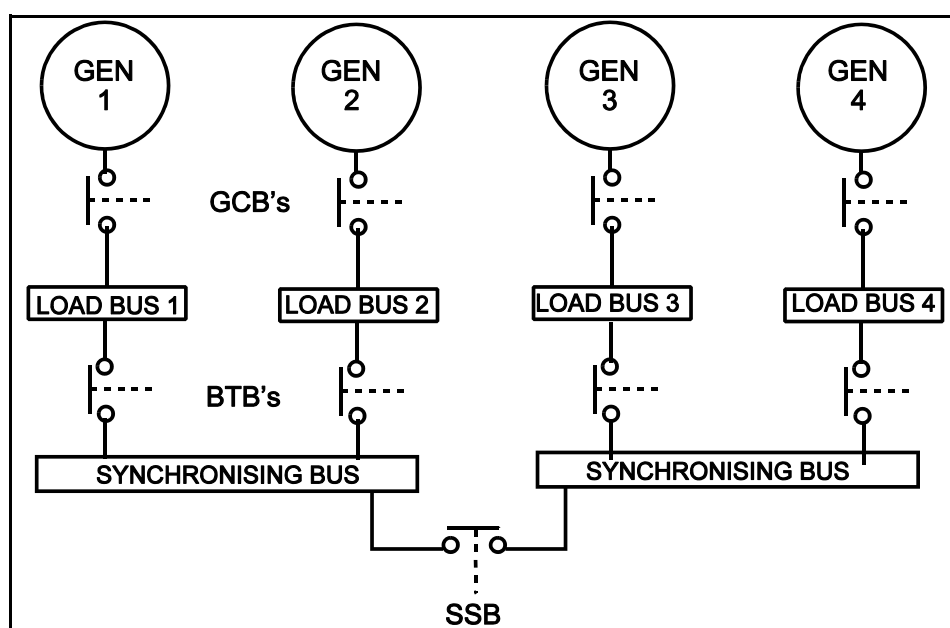 GEN
1
GEN
2
GEN
3
GEN
4
GCB's
LOAD BUS 1
LOAD BUS 2
LOAD BUS 3
LOAD BUS 4
BTB's
SYNCHRONISING BUS
SYNCHRONISING BUS
SSB